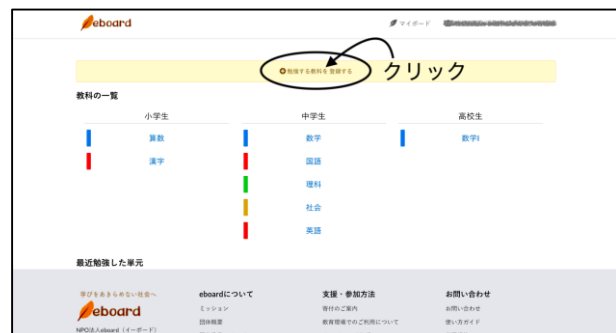 eboard
マイボード
勉強する教科を登録する
クリック
教科の一覧
小学生
中学生
高校生
算数
数学
数学I
漢字
国語
理科
社会
英語
最近勉強した単元
学びをあきらめない社会へ
eboard
NPO法人eboard（イーボード）
eboardについて
ミッション
団体概要
支援・参加方法
寄付のご案内
教育現場でのご利用について
お問い合わせ
お問い合わせ
使い方ガイド